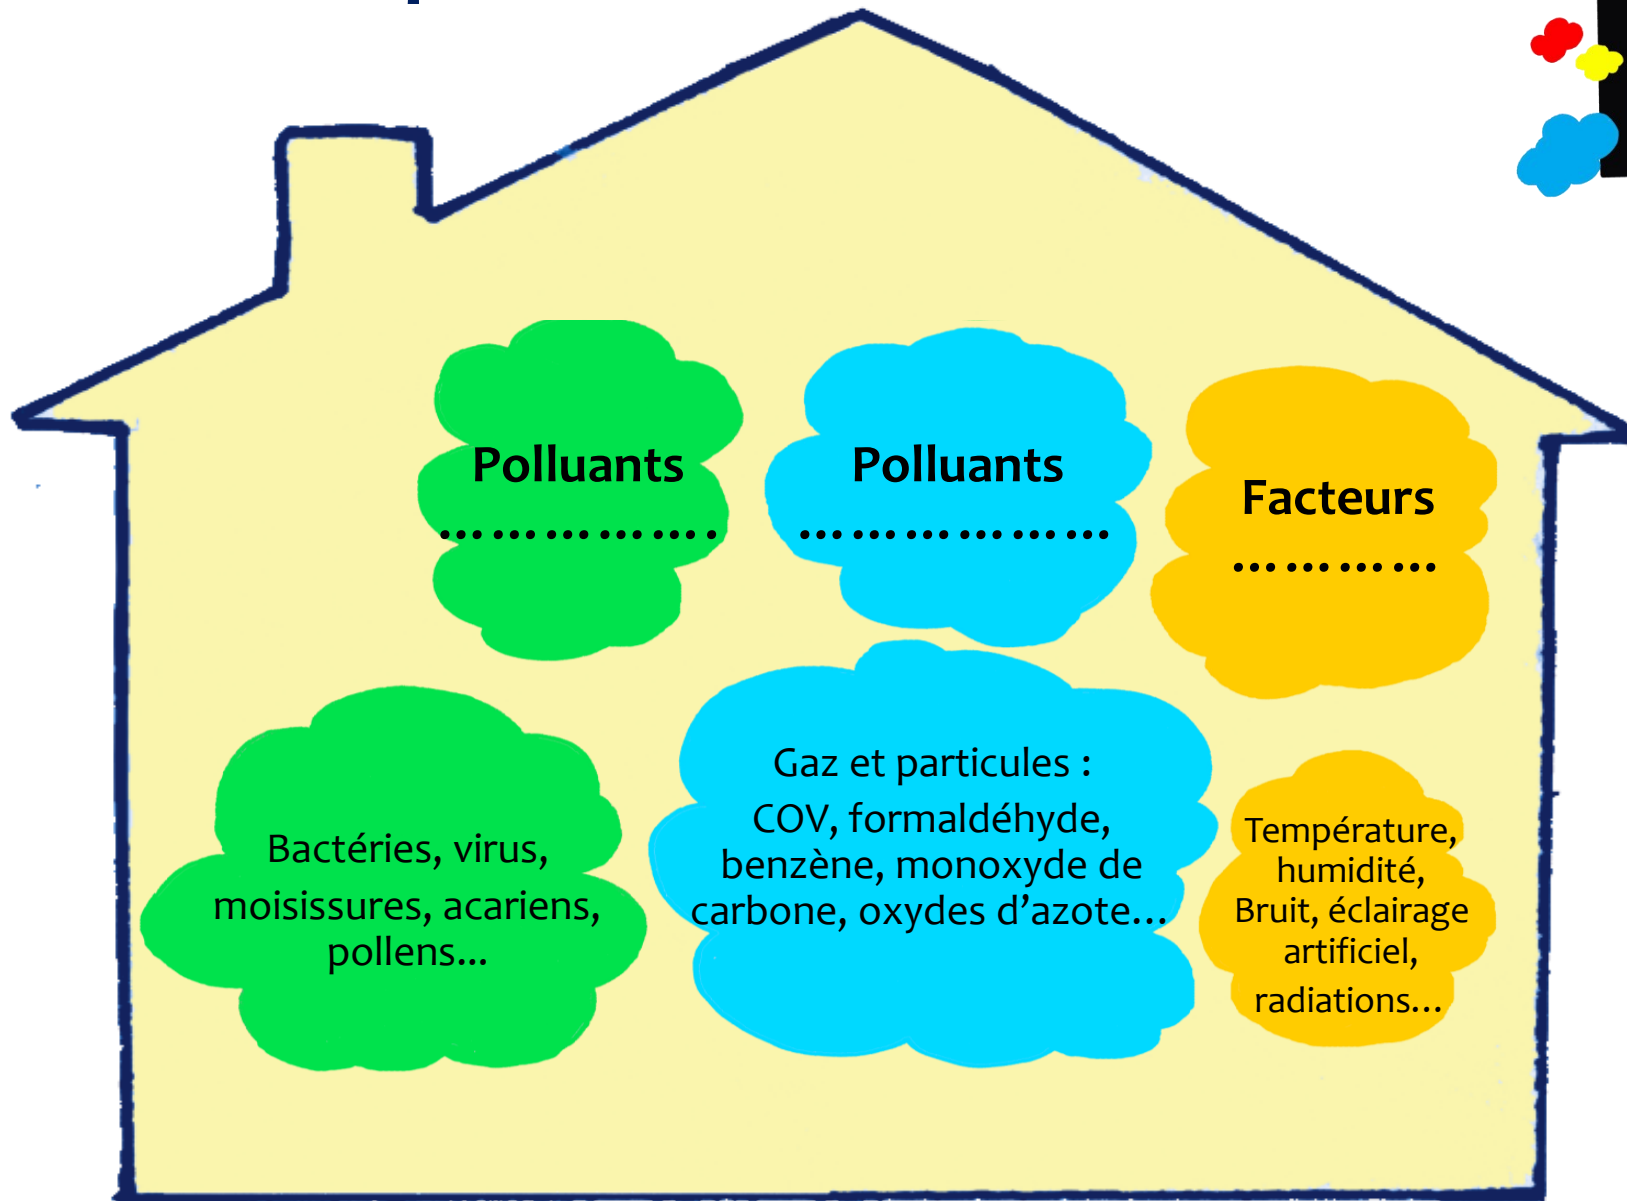 Polluants
……………
Polluants
………………
Facteurs
…………
Bactéries, virus,
moisissures, acariens,
pollens...
Gaz et particules :
COV, formaldéhyde,
benzène, monoxyde de
carbone, oxydes d’azote…
Température,
humidité,
Bruit, éclairage
artificiel,
radiations…